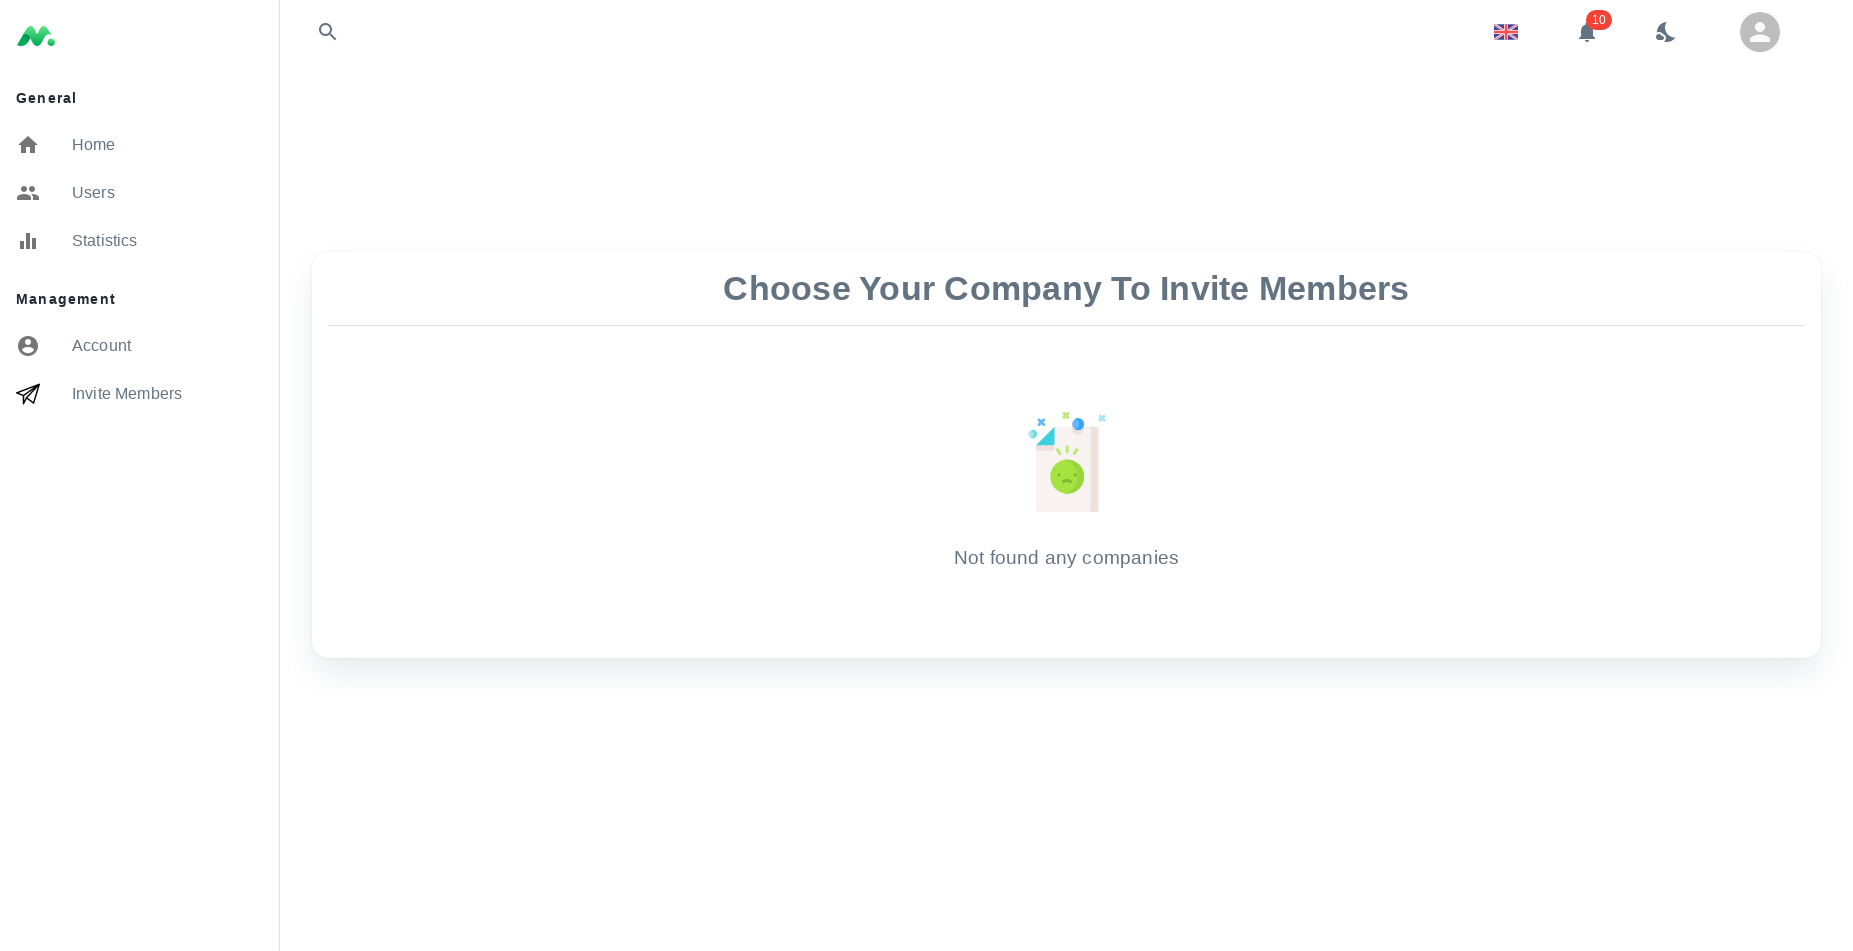 10
General
Home
Users
Statistics
Management
Account
Invite Members
Choose Your Company To Invite Members
Not found any companies